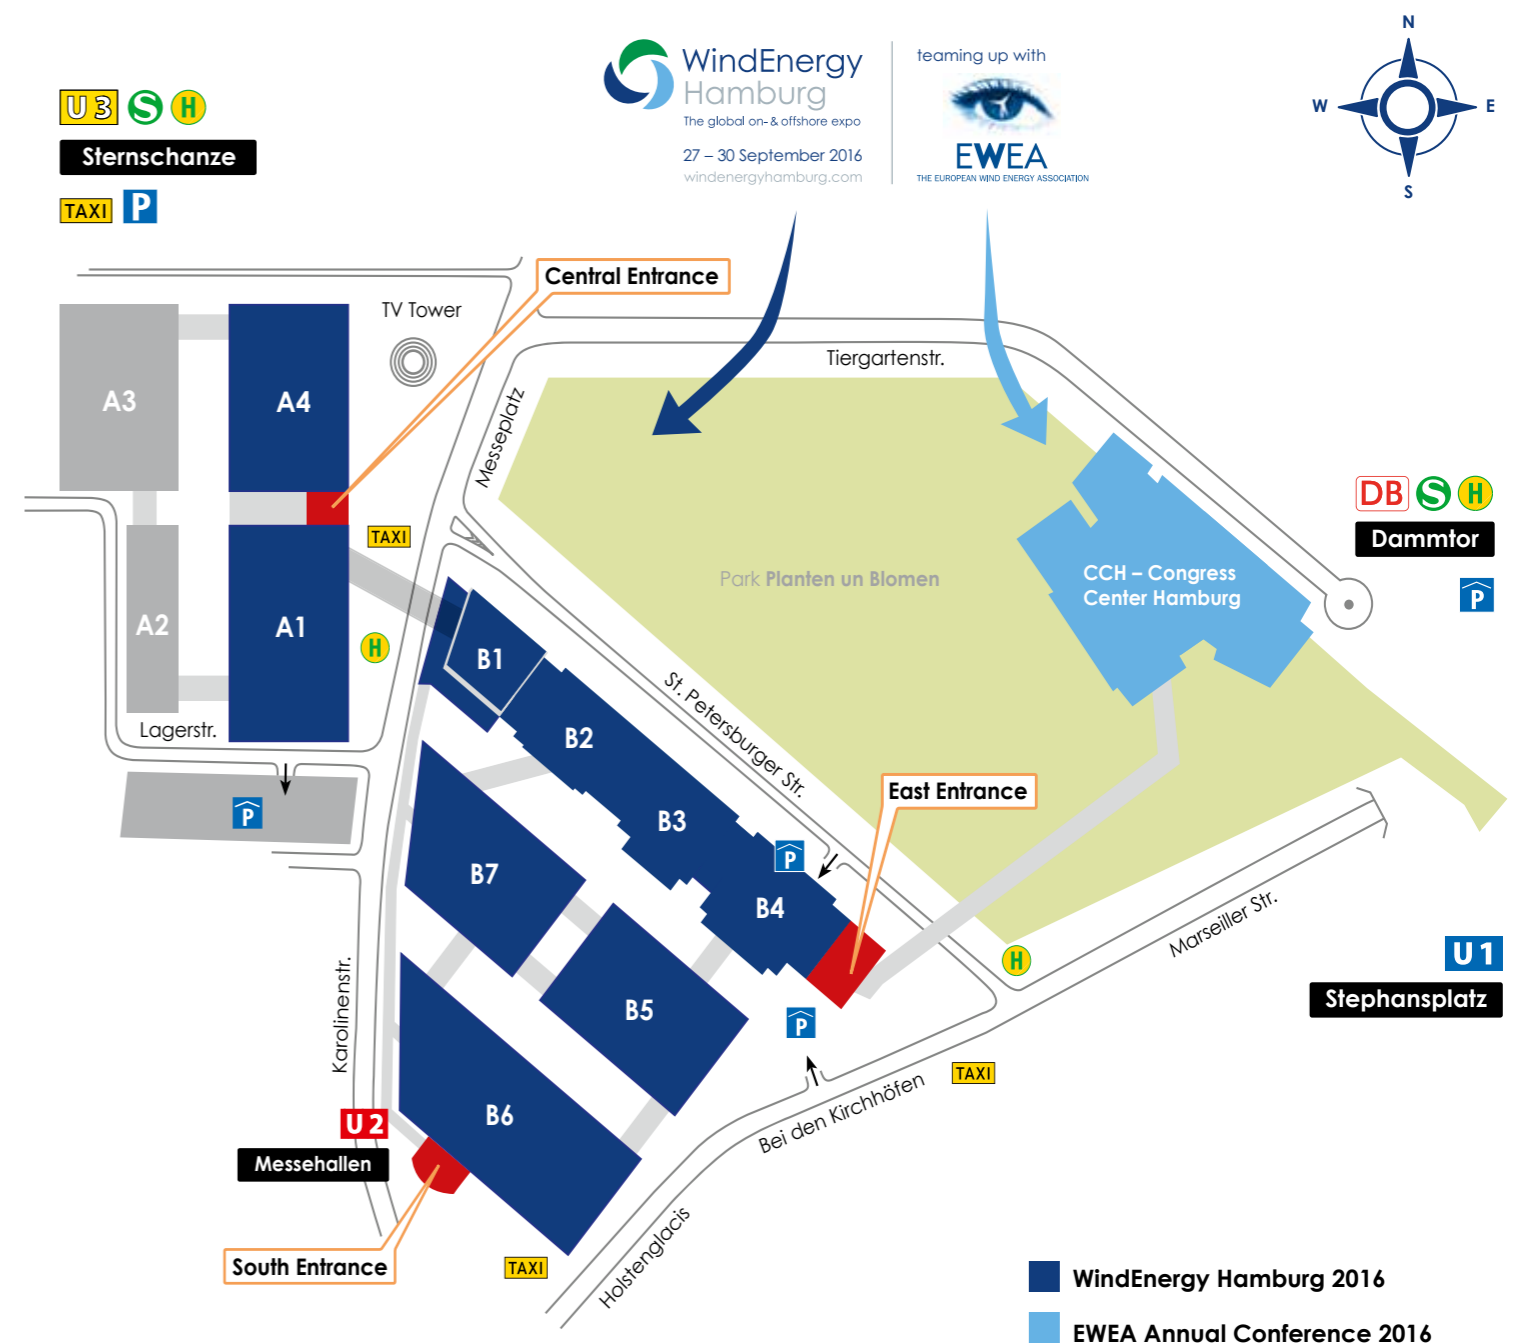 N
W
E
S
WindEnergy
Hamburg
The global on- & offshore expo
27 – 30 September 2016
windenergyhamburg.com
teaming up with
EWEA
THE EUROPEAN WIND ENERGY ASSOCIATION
U3 S H
Sternschanze
TAXI P
Central Entrance
TV Tower
Tiergartenstr.
Messeplatz
A3
A4
TAXI
A2
A1
H
Lagerstr.
P
Park Planten un Blomen
CCH – Congress
Center Hamburg
DB S H
Dammtor
P
B1
B2
B3
B4
St. Petersburger Str.
P
East Entrance
B7
B5
B6
P
H
Marseiller Str.
U1
Stephansplatz
Karolinenstr.
U2
Messehallen
South Entrance
TAXI
Bei den Kirchhöfen
TAXI
Holstenglacis
WindEnergy Hamburg 2016
EWEA Annual Conference 2016